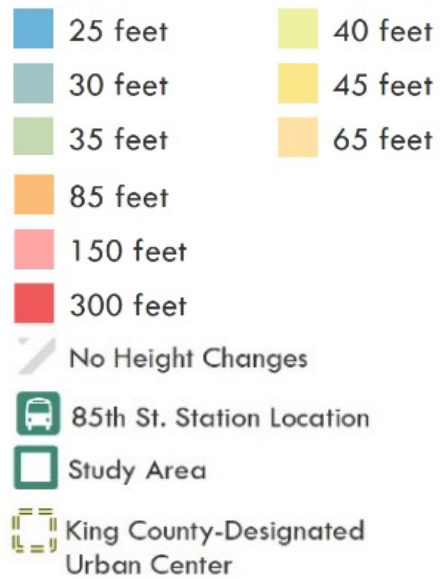 25 feet
40 feet
30 feet
45 feet
35 feet
65 feet
85 feet
150 feet
300 feet
No Height Changes
85th St. Station Location
Study Area
King County-Designated
Urban Center